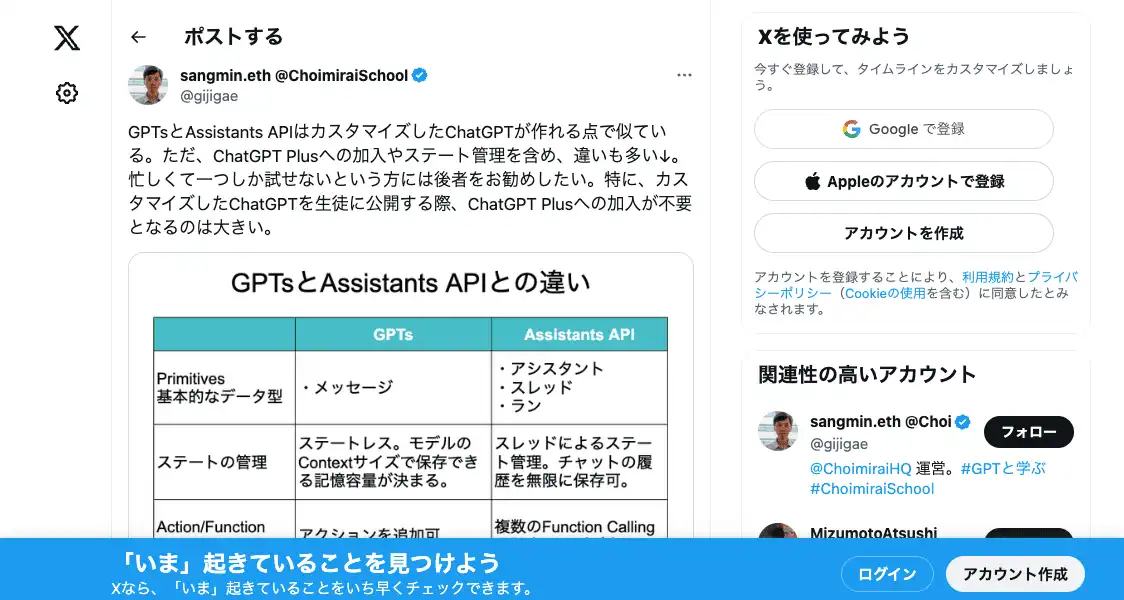 ポストする
sangmin.eth @ChoimiraiSchool
@gijigae
GPTsとAssistants APIはカスタマイズしたChatGPTが作れる点で似てい
る。ただ、ChatGPT Plusへの加入やステート管理を含め、違いも多い↓。
忙しくて一つしか試せないという方には後者をお勧めしたい。特に、カス
タマイズしたChatGPTを生徒に公開する際、ChatGPT Plusへの加入が不要
となるのは大きい。
GPTsとAssistants APIとの違い
GPTs
Assistants API
Primitives
基本的なデータ型
・メッセージ
・アシスタント
・スレッド
・ラン
ステートの管理
ステートレス。モデルの
Contextサイズで保存でき
る記憶容量が決まる。
スレッドによるステー
ト管理。チャットの履
歴を無限に保存可。
Action/Function
アクションを追加可
複数のFunction Calling
Xを使ってみよう
今すぐ登録して、タイムラインをカスタマイズしましょ
う。
Google で登録
Appleのアカウントで登録
アカウントを作成
アカウントを登録することにより、利用規約とプライバ
シーポリシー（Cookieの使用を含む）に同意したとみ
なされます。
関連性の高いアカウント
sangmin.eth @Choi
@gijigae
フォロー
@ChoimiraiHQ 運営。#GPTと学ぶ
#ChoimiraiSchool
MizumotoAtsushi
「いま」起きていることを見つけよう
Xなら、「いま」起きていることをいち早くチェックできます。
ログイン
アカウント作成